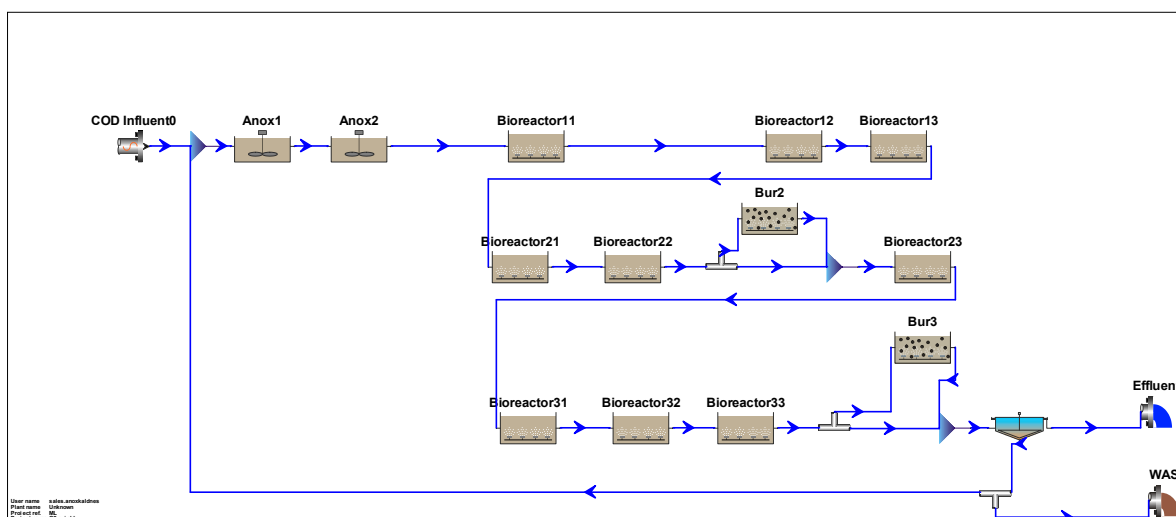 COD Influent0
Anox1
Anox2
Bioreactor11
Bioreactor12
Bioreactor13
Bur2
Bioreactor21
Bioreactor22
Bioreactor23
Bur3
Bioreactor31
Bioreactor32
Bioreactor33
Effluen
WAS
User name sales.anoxkaldnes
Plant name Unknown
Project ref. ML